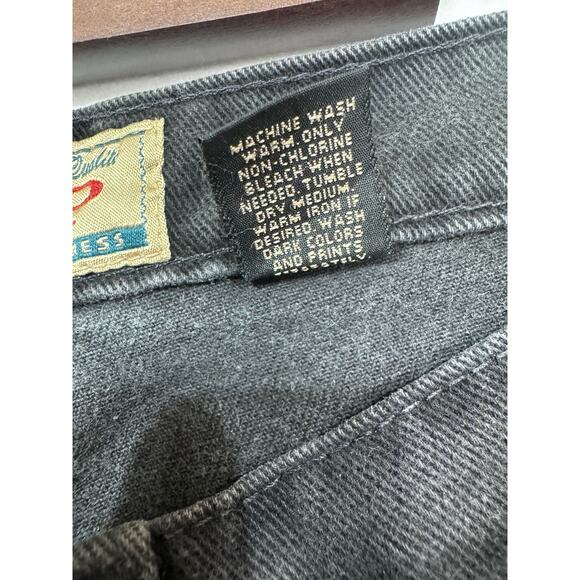 MACHINE WASH
WARM. ONLY
NON-CHLORINE
BLEACH WHEN
NEEDED. TUMBLE
DRY MEDIUM.
WARM IRON IF
DESIRED. WASH
DARK COLORS
AND PRINTS
ESS